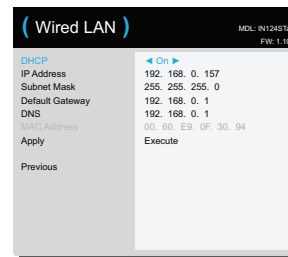 ( Wired LAN )
MDL: IN124STa
FW: 1.10
DHCP ◄ On ►
IP Address 192. 168. 0. 157
Subnet Mask 255. 255. 255. 0
Default Gateway 192. 168. 0. 1
DNS 192. 168. 0. 1
MAC Address 00. 60. E9. 0F. 30. 94
Apply Execute
Previous